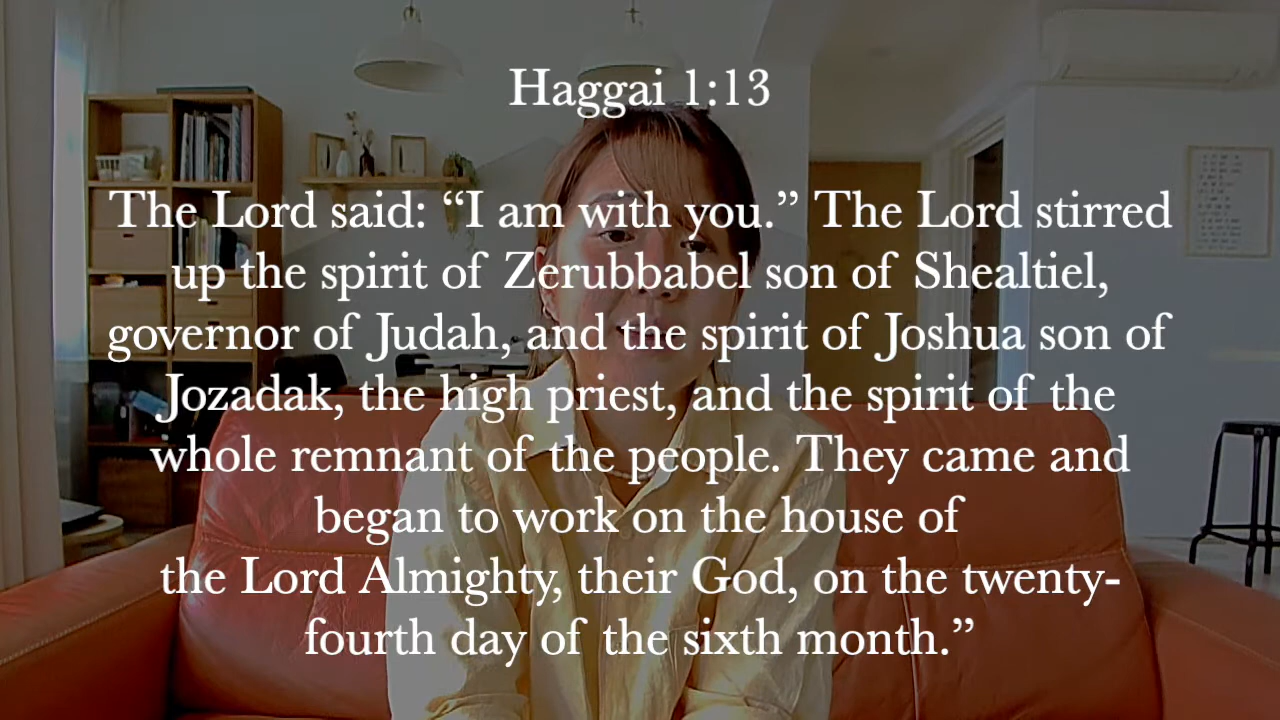 Haggai 1:13
The Lord said: “I am with you.” The Lord stirred
up the spirit of Zerubbabel son of Shealtiel,
governor of Judah, and the spirit of Joshua son of
Jozadak, the high priest, and the spirit of the
whole remnant of the people. They came and
began to work on the house of
the Lord Almighty, their God, on the twenty-
fourth day of the sixth month.”